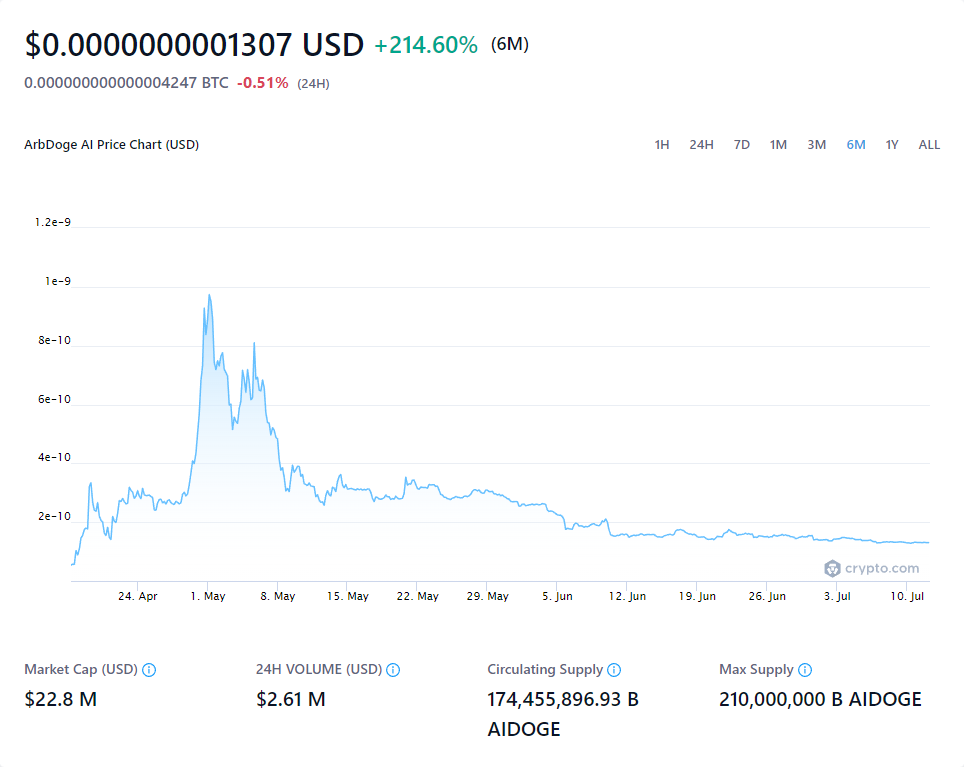 $0.0000000001307 USD +214.60% (6M)
0.000000000000004247 BTC -0.51% (24H)
ArbDoge AI Price Chart (USD)
1H 24H 7D 1M 3M 6M 1Y ALL
1.2e-9
1e-9
8e-10
6e-10
4e-10
2e-10
crypto.com
24. Apr 1. May 8. May 15. May 22. May 29. May 5. Jun 12. Jun 19. Jun 26. Jun 3. Jul 10. Jul
Market Cap (USD) 24H VOLUME (USD) Circulating Supply Max Supply
$22.8 M $2.61 M 174,455,896.93 B 210,000,000 B AIDOGE
AIDOGE